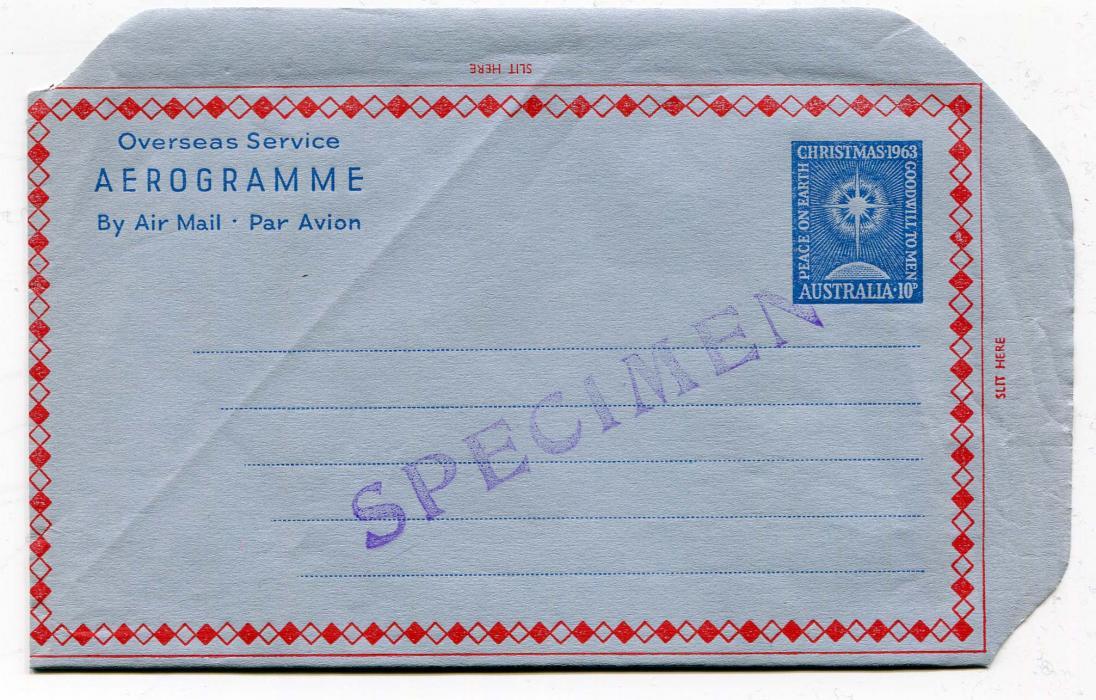 SLIT HERE
Overseas Service
AEROGRAMME
By Air Mail · Par Avion
CHRISTMAS·1963
PEACE ON EARTH
GOODWILL TO MEN
AUSTRALIA·10D
SPECIMEN
SLIT HERE